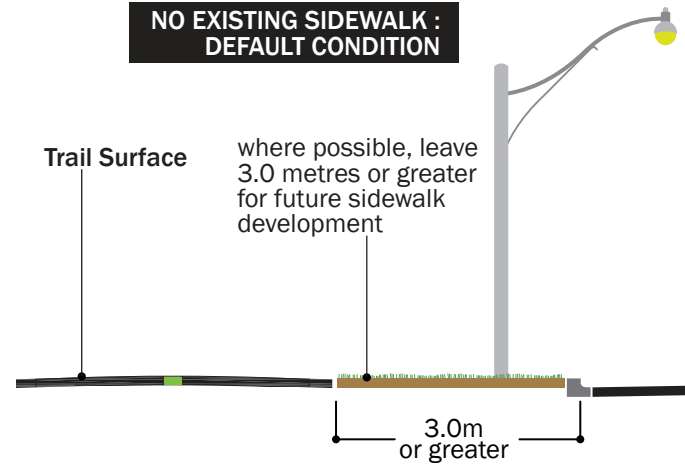 NO EXISTING SIDEWALK :
DEFAULT CONDITION
Trail Surface
where possible, leave
3.0 metres or greater
for future sidewalk
development
3.0m
or greater